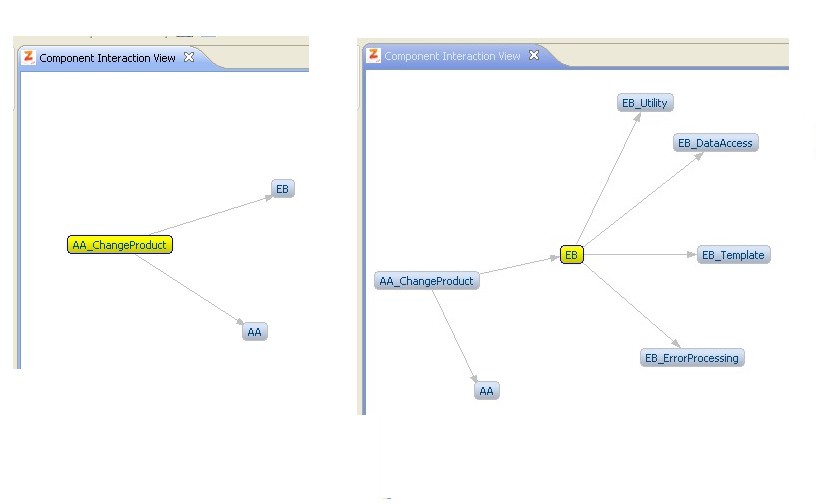 Component Interaction View
EB
AA_ChangeProduct
AA
Component Interaction View
EB_Utility
EB_DataAccess
EB
EB_Template
AA_ChangeProduct
EB_ErrorProcessing
AA